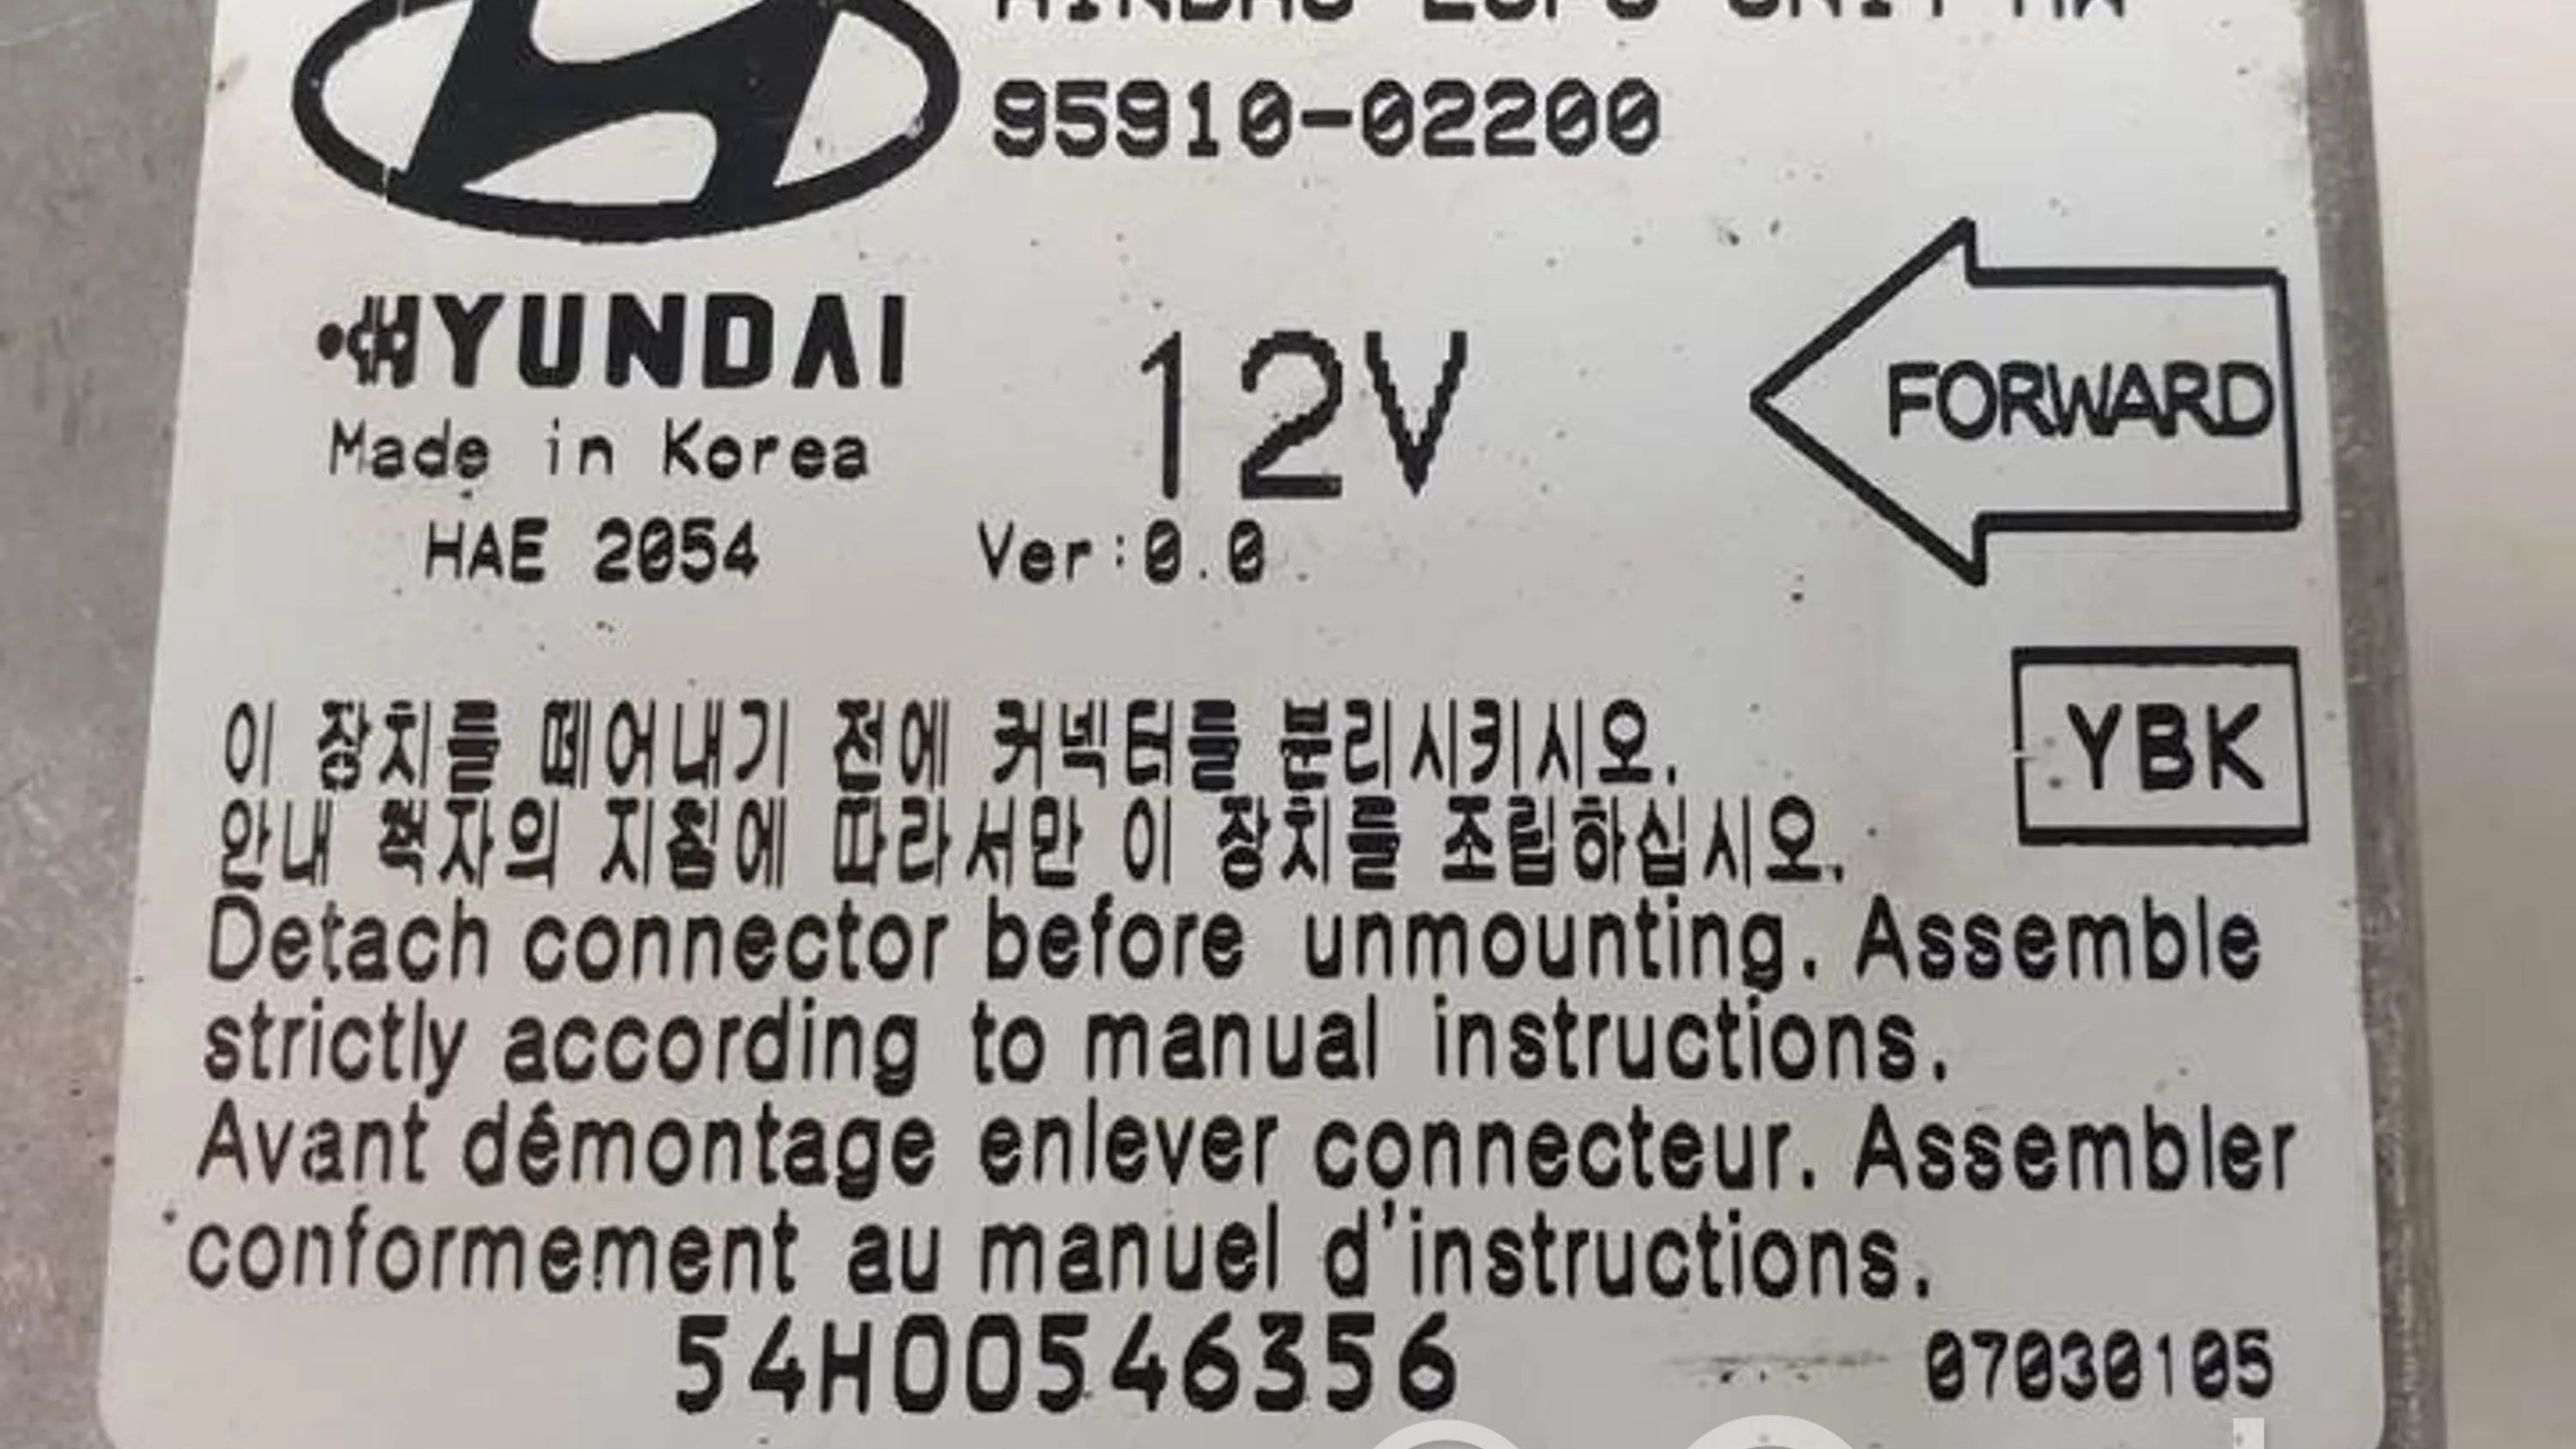 95910-02200
HYUNDAI
12V
FORWARD
Made in Korea
HAE 2054 Ver:0.0
YBK
이 장치를 떼어내기 전에 커넥터를 분리시키시오.
안내 책자의 지침에 따라서만 이 장치를 조립하십시오.
Detach connector before unmounting. Assemble
strictly according to manual instructions.
Avant démontage enlever connecteur. Assembler
conformement au manuel d'instructions.
54H00546356
07030105